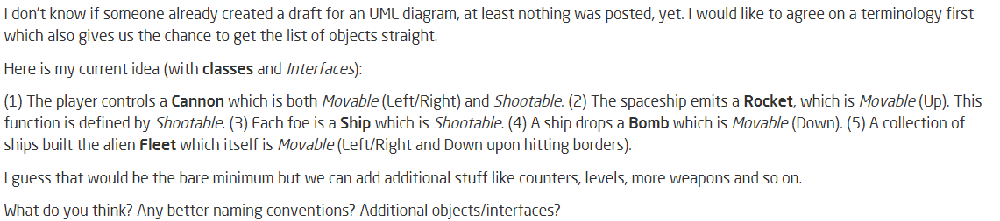 I don't know if someone already created a draft for an UML diagram, at least nothing was posted, yet. I would like to agree on a terminology first
which also gives us the chance to get the list of objects straight.
Here is my current idea (with classes and Interfaces):
(1) The player controls a Cannon which is both Movable (Left/Right) and Shootable. (2) The spaceship emits a Rocket, which is Movable (Up). This
function is defined by Shootable. (3) Each foe is a Ship which is Shootable. (4) A ship drops a Bomb which is Movable (Down). (5) A collection of
ships built the alien Fleet which itself is Movable (Left/Right and Down upon hitting borders).
I guess that would be the bare minimum but we can add additional stuff like counters, levels, more weapons and so on.
What do you think? Any better naming conventions? Additional objects/interfaces?